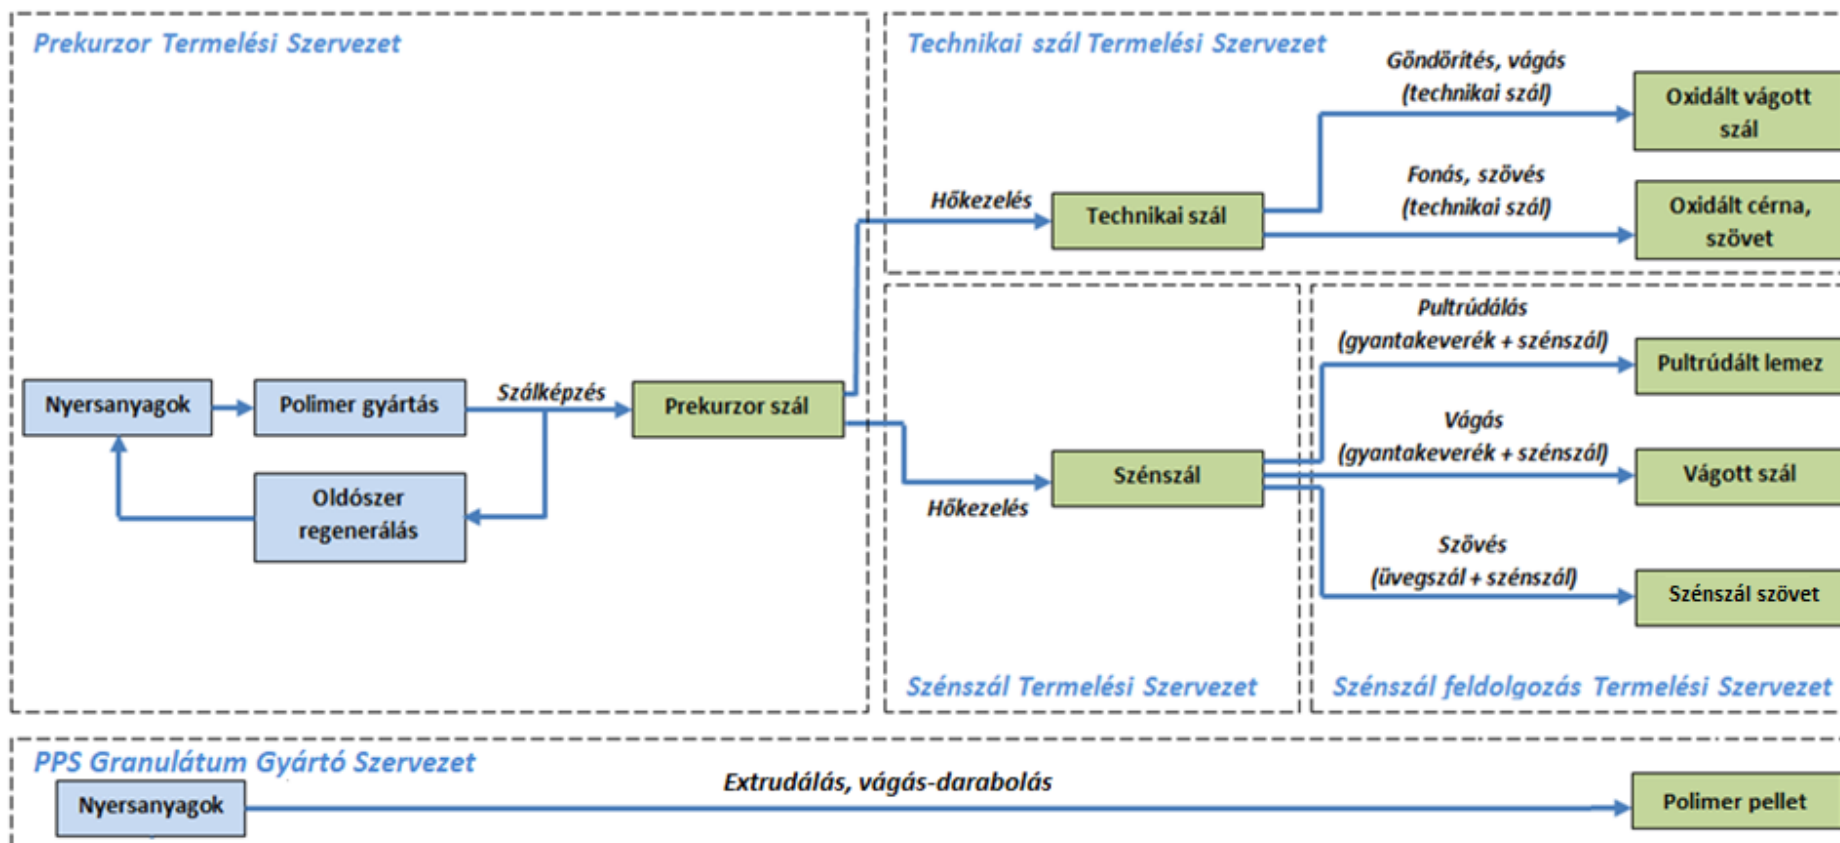 Prekurzor Termelési Szervezet
Nyersanyagok
Polimer gyártás
Szálképzés
Prekurzor szál
Oldószer
regenerálás
Technikai szál Termelési Szervezet
Hőkezelés
Technikai szál
Göndörítés, vágás
(technikai szál)
Oxidált vágott
szál
Fonás, szövés
(technikai szál)
Oxidált cérna,
szövet
Hőkezelés
Szénszál
Szénszál Termelési Szervezet
Pultrúdálás
(gyantakeverék + szénszál)
Pultrúdált lemez
Vágás
(gyantakeverék + szénszál)
Vágott szál
Szövés
(üvegszál + szénszál)
Szénszál szövet
Szénszál feldolgozás Termelési Szervezet
PPS Granulátum Gyártó Szervezet
Nyersanyagok
Extrudálás, vágás-darabolás
Polimer pellet